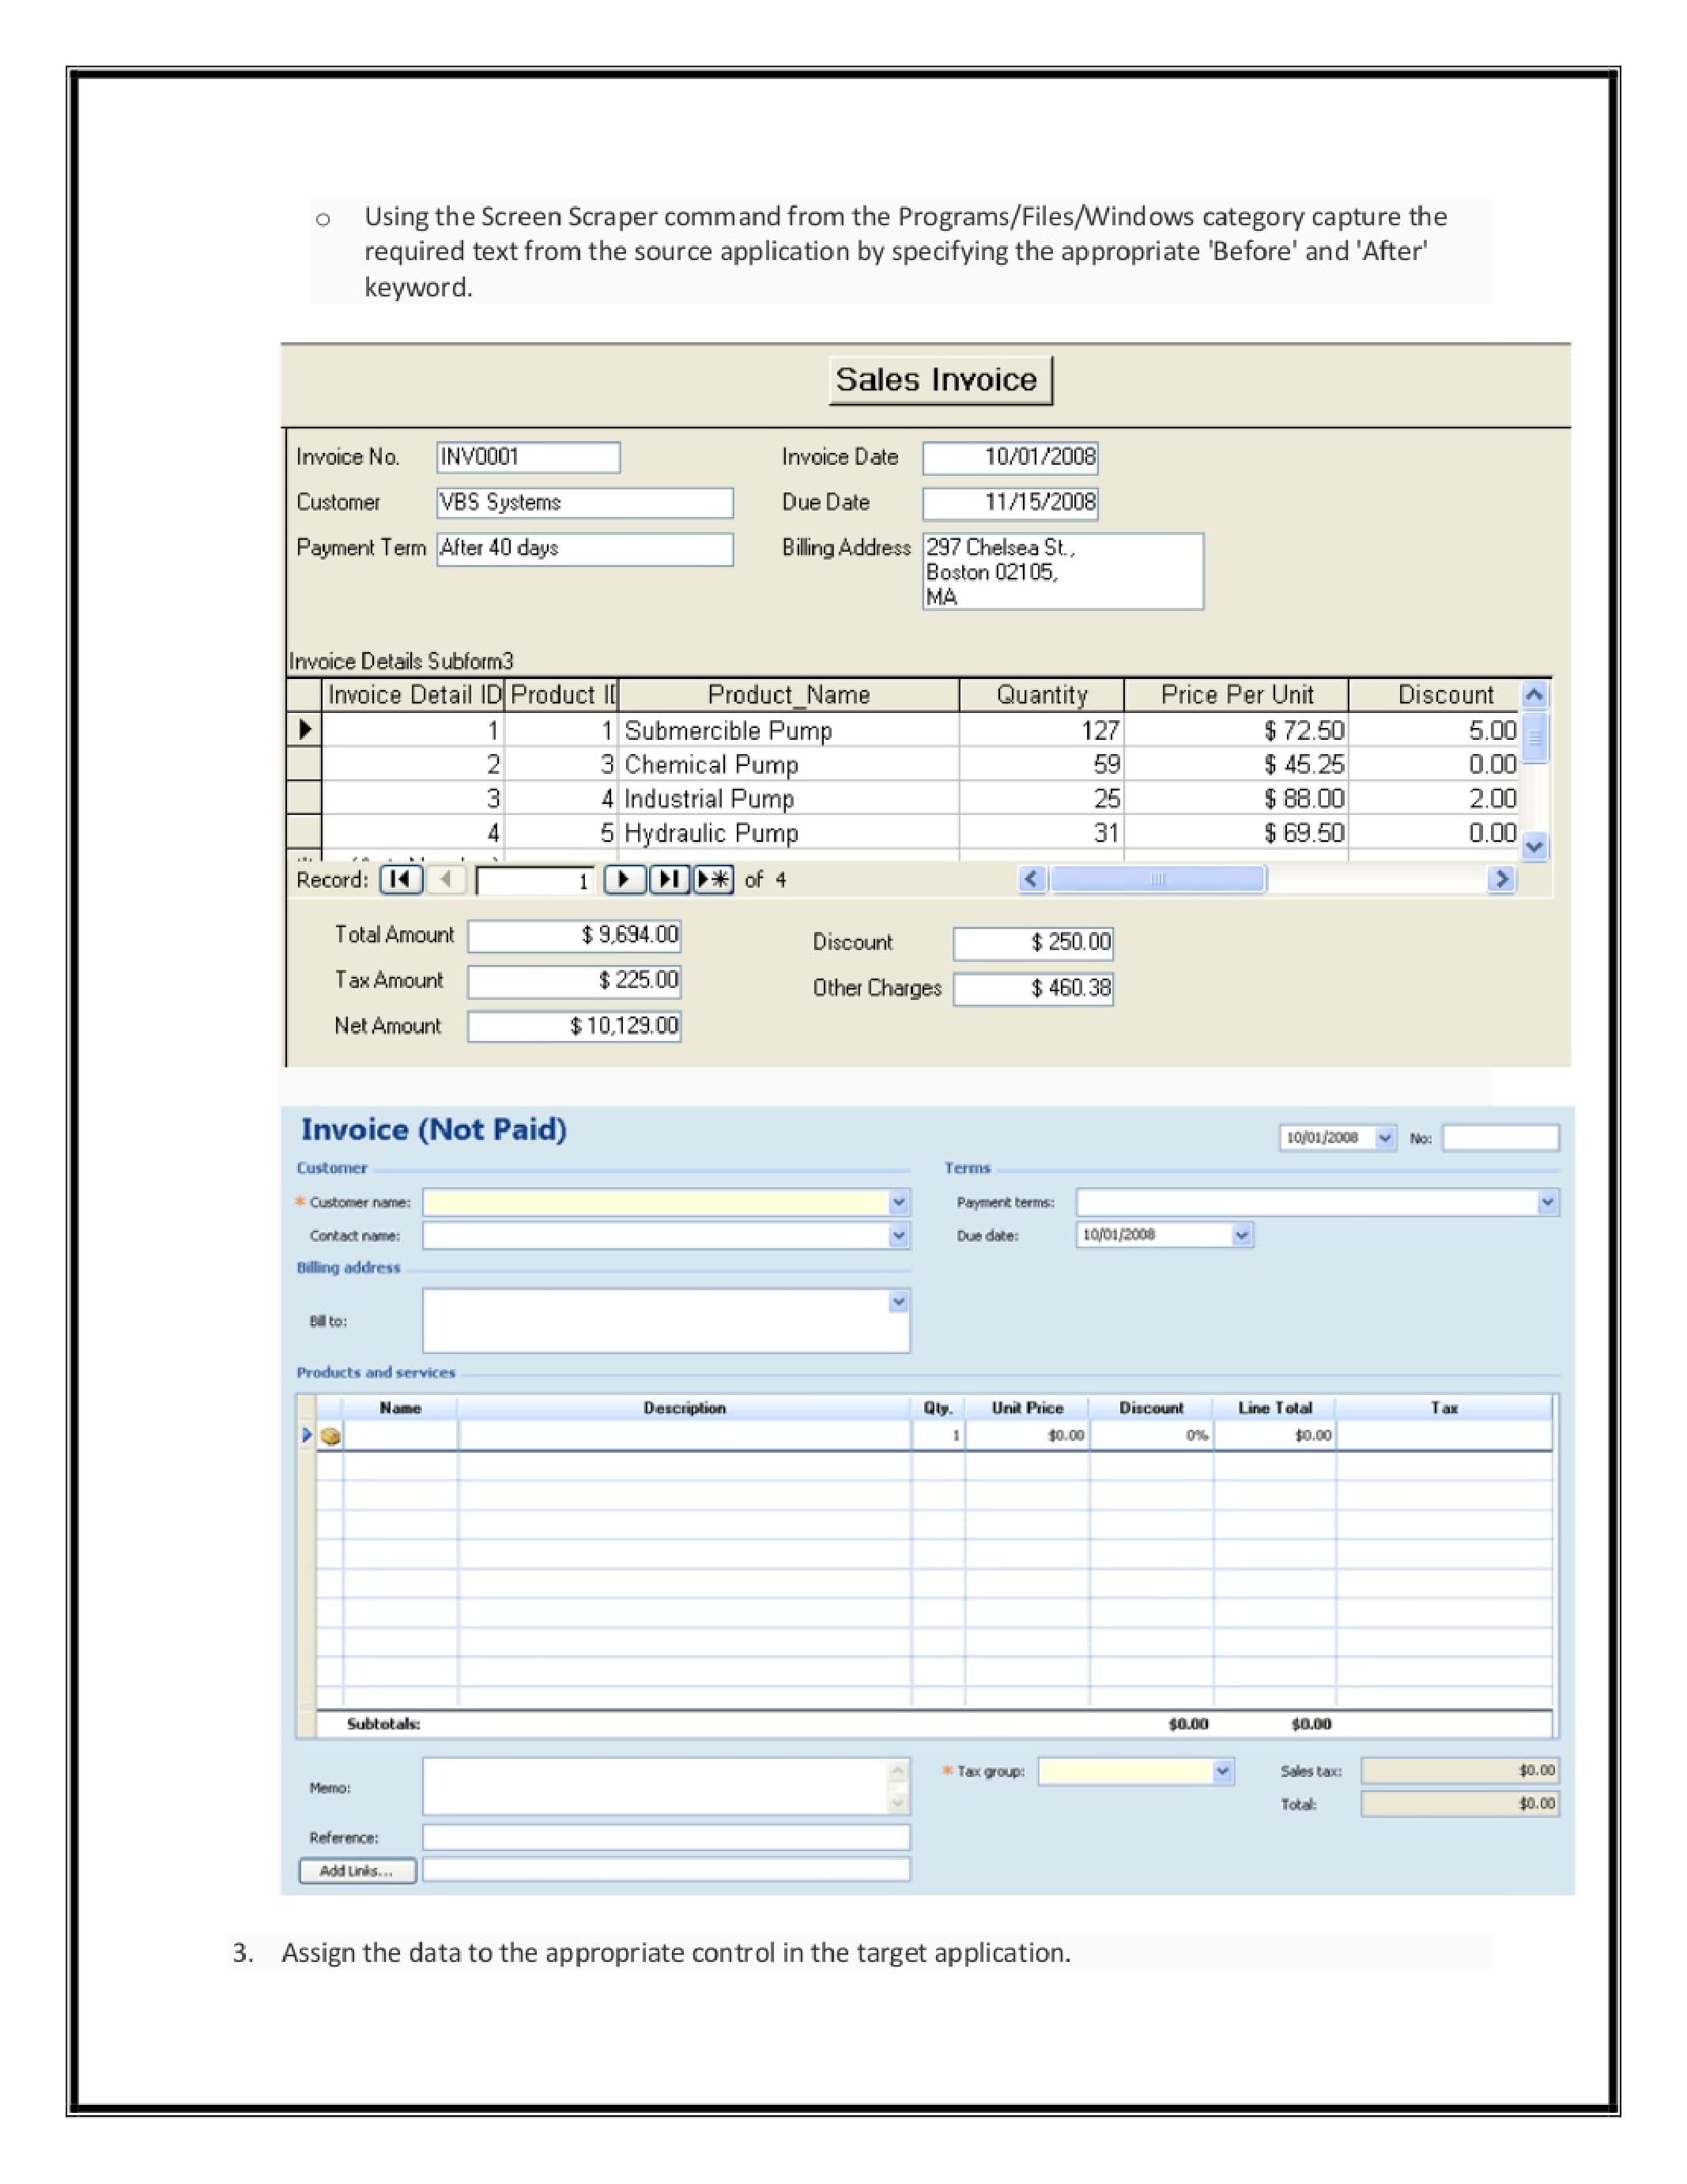 o Using the Screen Scraper command from the Programs/Files/Windows category capture the
required text from the source application by specifying the appropriate 'Before' and 'After'
keyword.
Sales Invoice
Invoice No. INV0001 Invoice Date 10/01/2008
Customer VBS Systems Due Date 11/15/2008
Payment Term After 40 days Billing Address 297 Chelsea St.,
Boston 02105,
MA
Invoice Details Subform3
Invoice Detail ID Product ID Product_Name Quantity Price Per Unit Discount
1 1 Submercible Pump 127 $ 72.50 5.00
2 3 Chemical Pump 59 $ 45.25 0.00
3 4 Industrial Pump 25 $ 88.00 2.00
4 5 Hydraulic Pump 31 $ 69.50 0.00
Record: 1 of 4
Total Amount $ 9,694.00 Discount $ 250.00
Tax Amount $ 225.00 Other Charges $ 460.38
Net Amount $ 10,129.00
Invoice (Not Paid)
10/01/2008 No:
Customer Terms
* Customer name: Payment terms:
Contact name: Due date: 10/01/2008
Billing address
Bill to:
Products and services
Name Description Qty. Unit Price Discount Line Total Tax
1 $0.00 0% $0.00
Subtotals: $0.00 $0.00
Memo: * Tax group: Sales tax: $0.00
Total: $0.00
Reference:
Add Links...
3. Assign the data to the appropriate control in the target application.